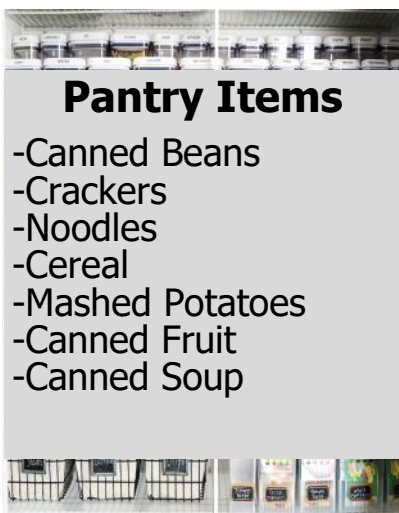 Pantry Items
-Canned Beans
-Crackers
-Noodles
-Cereal
-Mashed Potatoes
-Canned Fruit
-Canned Soup